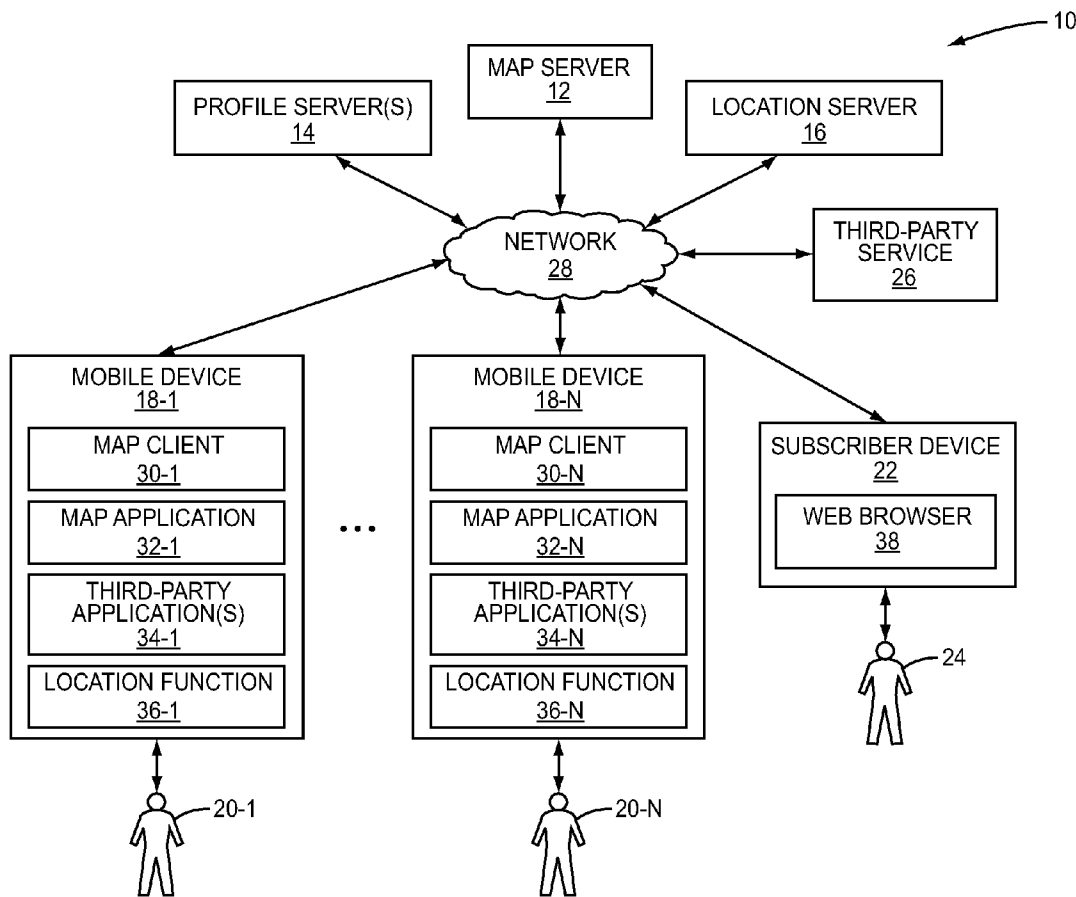 10
MAP SERVER
12
PROFILE SERVER(S)
14
LOCATION SERVER
16
NETWORK
28
THIRD-PARTY
SERVICE
26
MOBILE DEVICE
18-1
MAP CLIENT
30-1
MAP APPLICATION
32-1
THIRD-PARTY
APPLICATION(S)
34-1
LOCATION FUNCTION
36-1
20-1
...
MOBILE DEVICE
18-N
MAP CLIENT
30-N
MAP APPLICATION
32-N
THIRD-PARTY
APPLICATION(S)
34-N
LOCATION FUNCTION
36-N
20-N
SUBSCRIBER DEVICE
22
WEB BROWSER
38
24